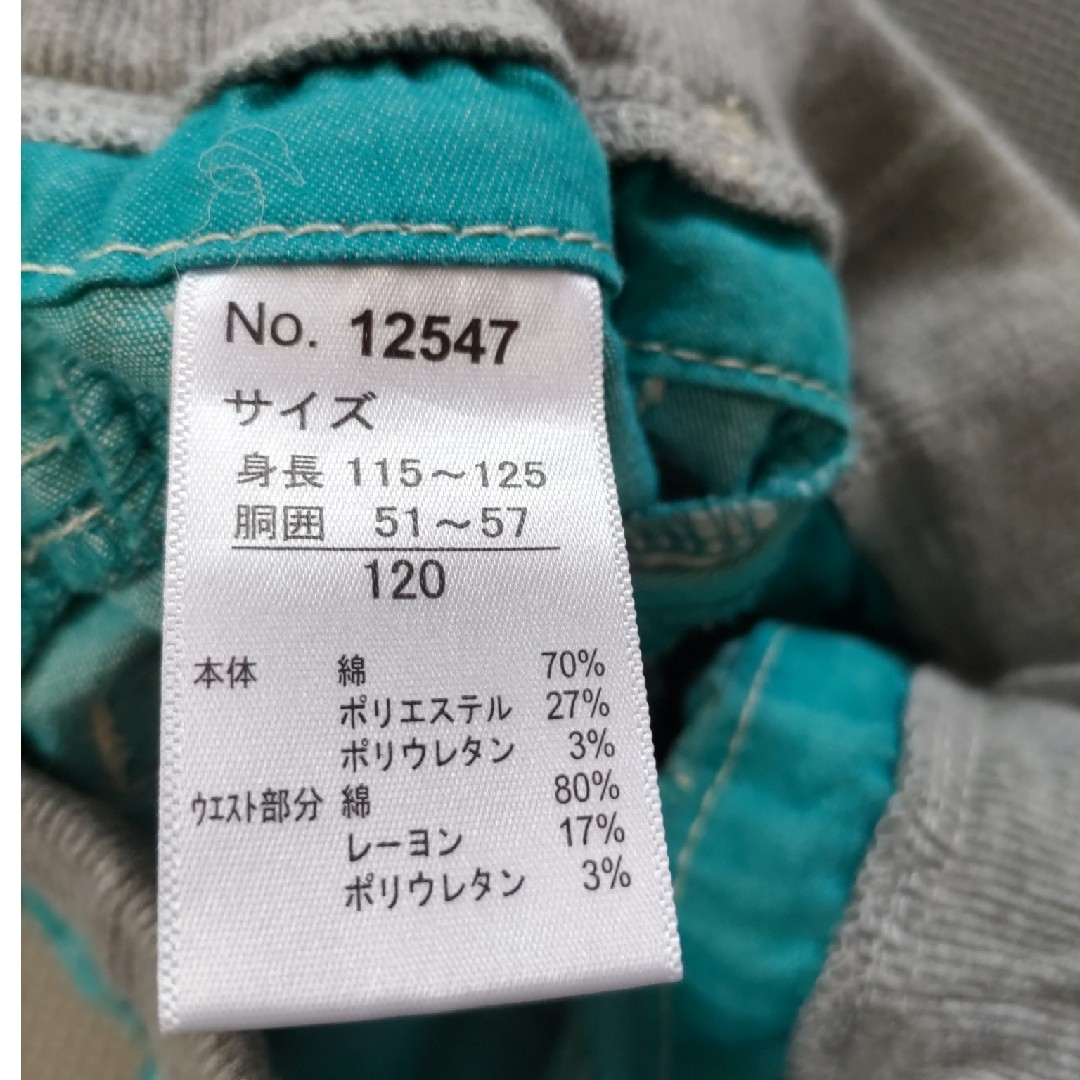 No. 12547
サイズ
身長 115～125
胴囲 51～57
120
本体 綿 70%
ポリエステル 27%
ポリウレタン 3%
ウエスト部分 綿 80%
レーヨン 17%
ポリウレタン 3%